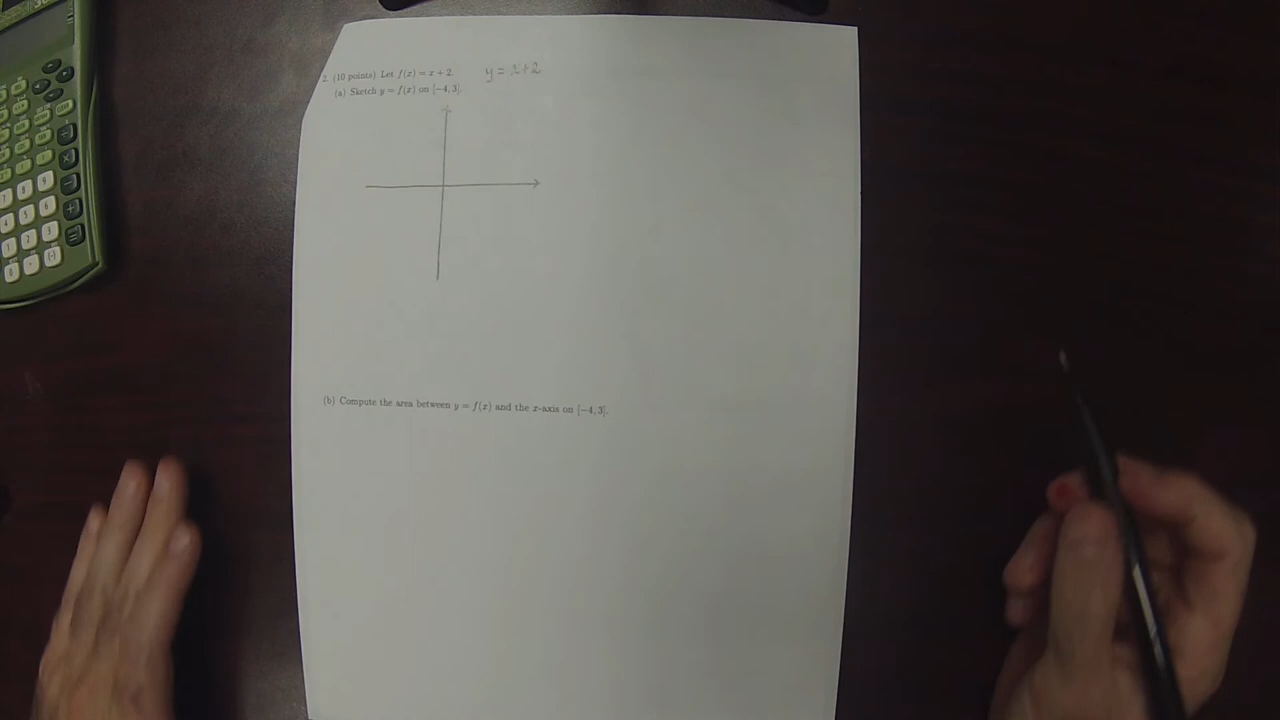 2. (10 points) Let f(x) = x + 2. y = x+2
(a) Sketch y = f(x) on [−4, 3].
(b) Compute the area between y = f(x) and the x-axis on [−4, 3].